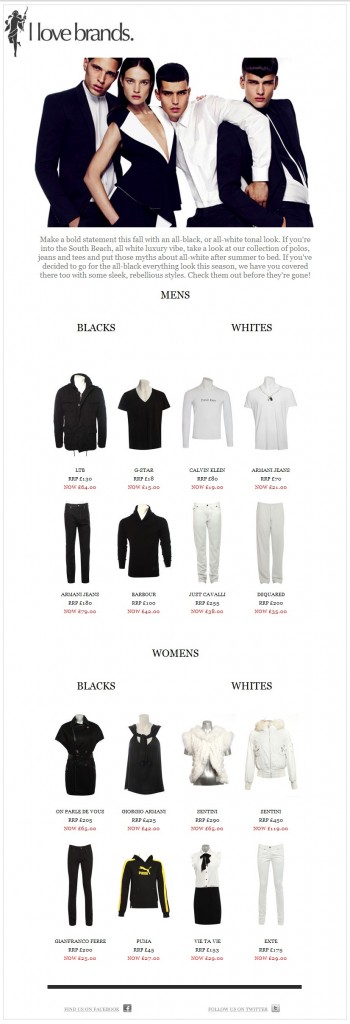 I love brands.
Make a bold statement this fall with an all-black, or all-white tonal look. If you're
into the South Beach, all white luxury vibe, take a look at our collection of polos,
jeans and tees and put those myths about all-white after summer to bed. If you've
decided to go for the all-black everything look this season, we have you covered
there too with some sleek, rebellious styles. Check them out before they're gone!
MENS
BLACKS WHITES
LTB G-STAR CALVIN KLEIN ARMANI JEANS
RRP £130 RRP £18 RRP £80 RRP £70
NOW £64.00 NOW £15.00 NOW £19.00 NOW £21.00
ARMANI JEANS BARBOUR JUST CAVALLI DSQUARED
RRP £180 RRP £100 RRP £255 RRP £200
NOW £79.00 NOW £42.00 NOW £38.00 NOW £35.00
WOMENS
BLACKS WHITES
ON PARLE DE VOUS GIORGIO ARMANI SENTINI SENTINI
RRP £205 RRP £425 RRP £290 RRP £450
NOW £65.00 NOW £42.00 NOW £65.00 NOW £119.00
PUMA
GIANFRANCO FERRE PUMA VIE TA VIE EXTE
RRP £200 RRP £45 RRP £155 RRP £175
NOW £25.00 NOW £27.00 NOW £29.00 NOW £29.00
FIND US ON FACEBOOK FOLLOW US ON TWITTER